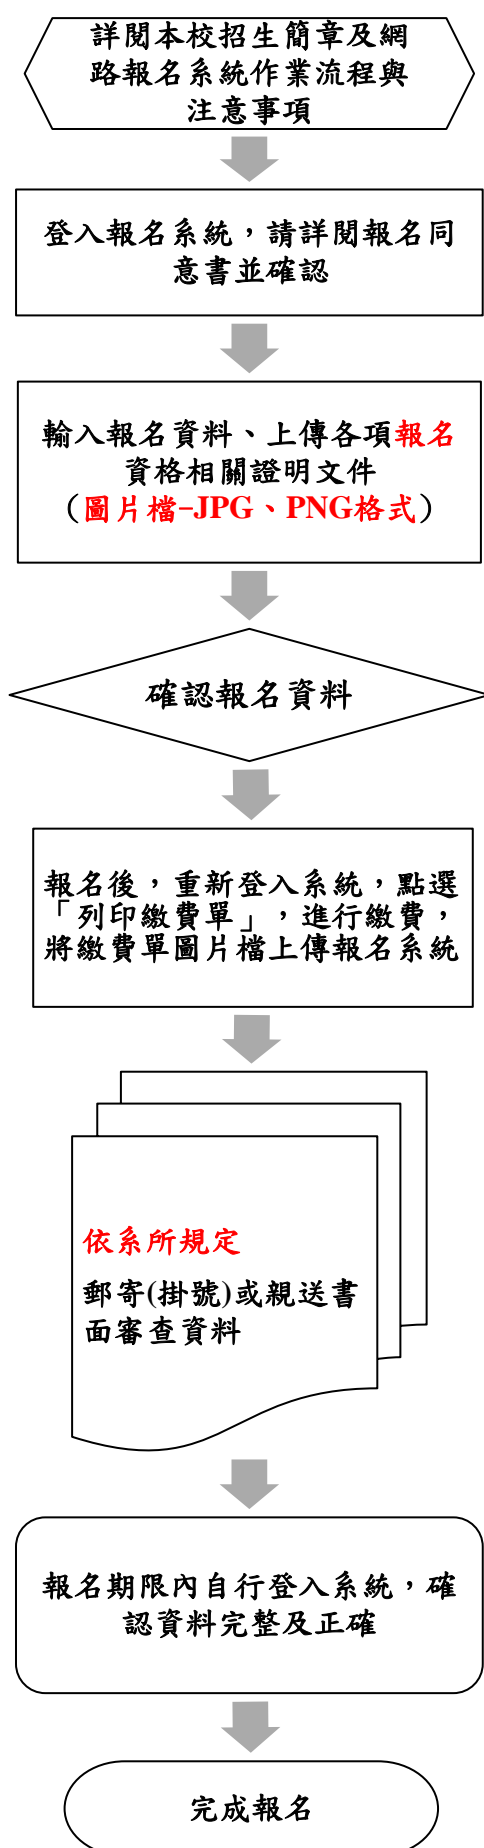 詳閱本校招生簡章及網
路報名系統作業流程與
注意事項
登入報名系統，請詳閱報名同
意書並確認
輸入報名資料、上傳各項報名
資格相關證明文件
（圖片檔-JPG、PNG格式）
確認報名資料
報名後，重新登入系統，點選
「列印繳費單」，進行繳費，
將繳費單圖片檔上傳報名系統
依系所規定
郵寄(掛號)或親送書
面審查資料
報名期限內自行登入系統，確
認資料完整及正確
完成報名